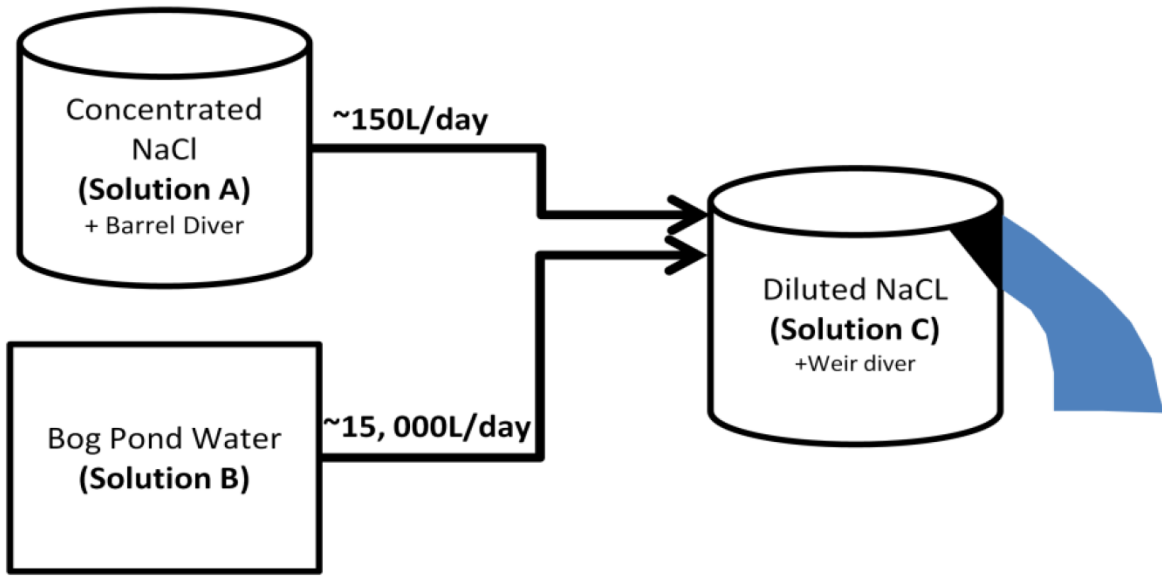 Concentrated
NaCl
(Solution A)
+ Barrel Diver
~150L/day
Bog Pond Water
(Solution B)
~15, 000L/day
Diluted NaCL
(Solution C)
+Weir diver